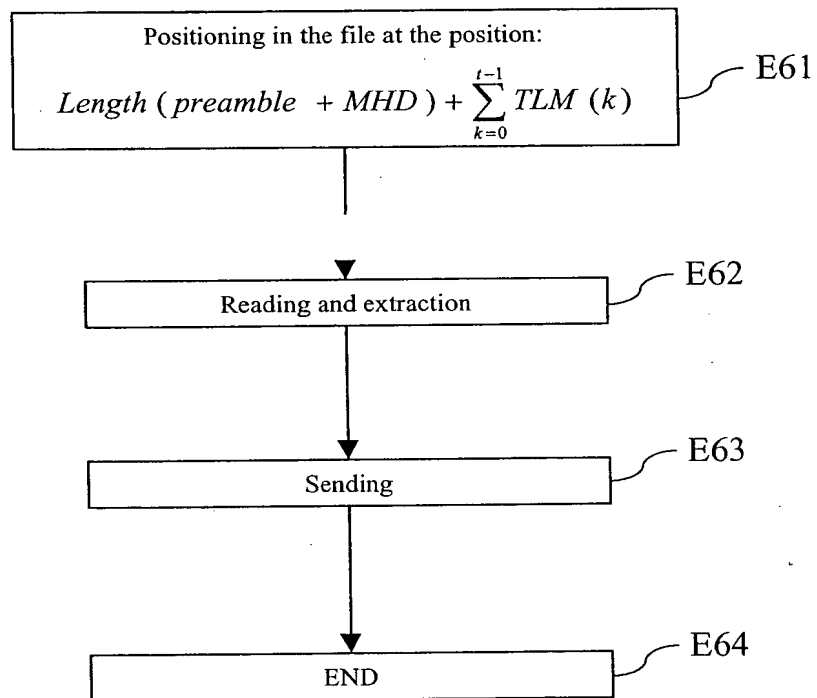 Positioning in the file at the position:
E61
Length ( preamble + MHD ) + \sum_{k=0}^{t-1} TLM (k)
E62
Reading and extraction
E63
Sending
E64
END